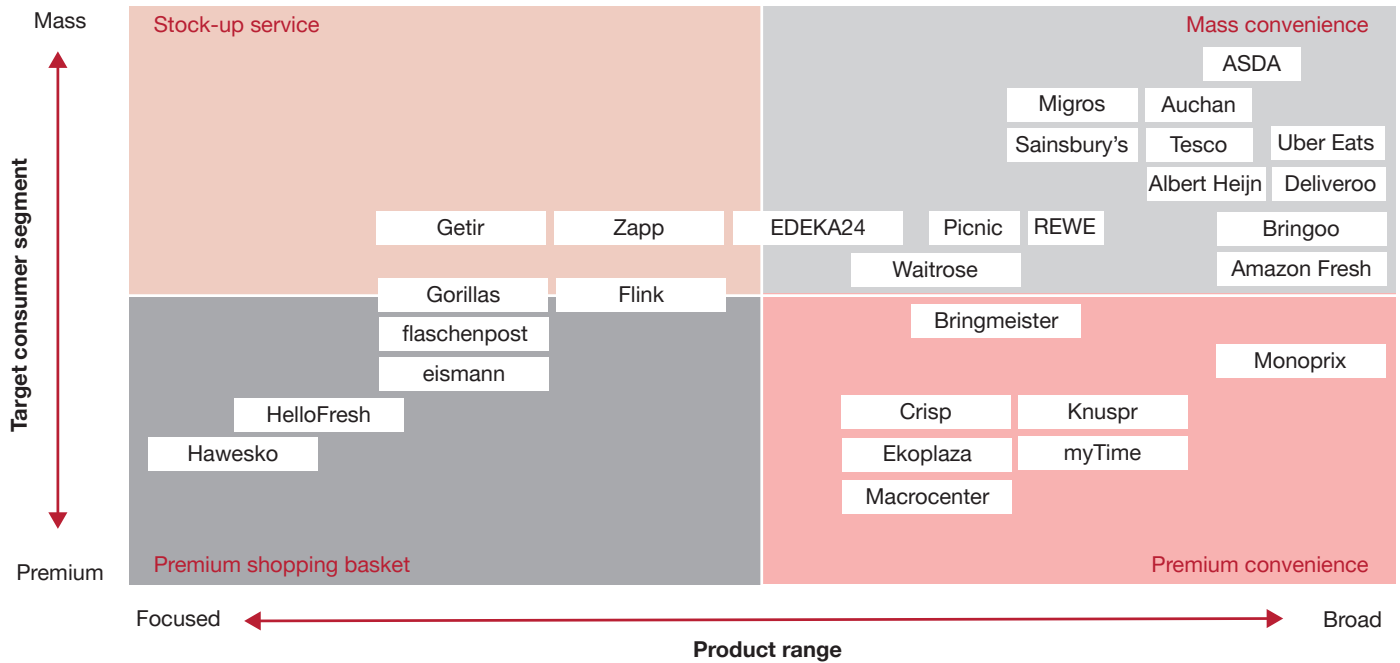 Mass
Stock-up service
Mass convenience
ASDA
Migros
Auchan
Sainsbury's
Tesco
Uber Eats
Albert Heijn
Deliveroo
Getir
Zapp
EDEKA24
Picnic
REWE
Bringoo
Waitrose
Amazon Fresh
Target consumer segment
Gorillas
Flink
Bringmeister
flaschenpost
Monoprix
eismann
HelloFresh
Crisp
Knuspr
Hawesko
Ekoplaza
myTime
Macrocenter
Premium shopping basket
Premium convenience
Premium
Focused
Broad
Product range